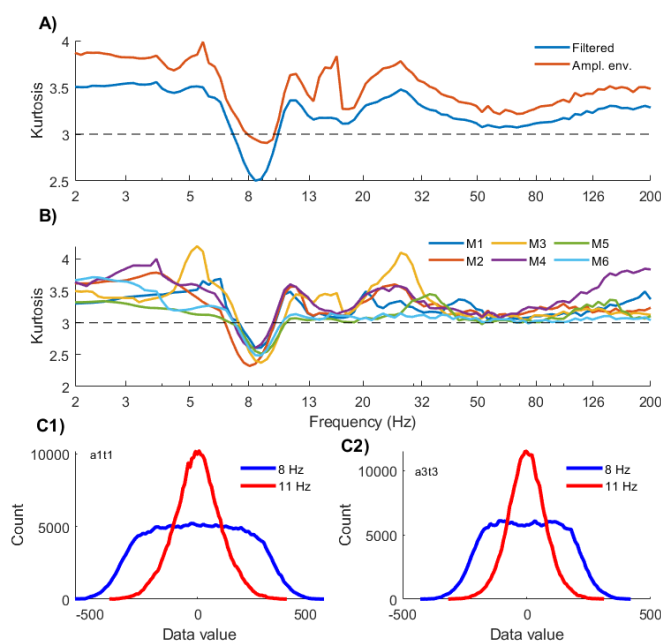 A)
4
3.5
3
2.5
Kurtosis
Filtered
Ampl. env.
2 3 5 8 13 20 32 50 80 126 200
B)
4
3.5
3
2.5
2
Kurtosis
M1 M3 M5
M2 M4 M6
2 3 5 8 13 20 32 50 80 126 200
Frequency (Hz)
C1)
10000
5000
0
Count
a1t1
8 Hz
11 Hz
-500 0 500
Data value
C2)
10000
5000
0
Count
a3t3
8 Hz
11 Hz
-500 0 500
Data value